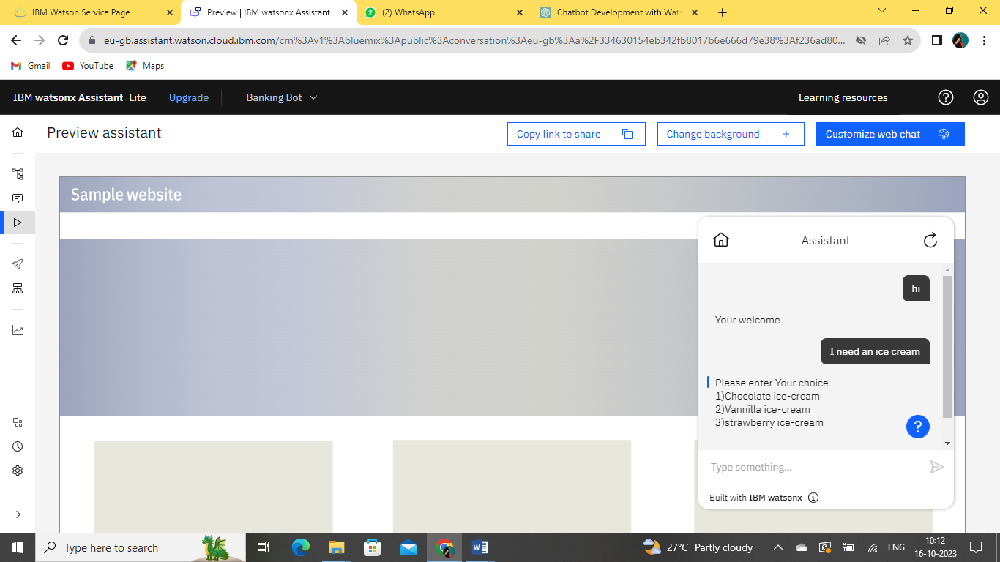 IBM Watson Service Page
Preview | IBM watsonx Assistant
(2) WhatsApp
Chatbot Development with Wats
eu-gb.assistant.watson.cloud.ibm.com/crn%3Av1%3Abluemix%3Apublic%3Aconversation%3Aeu-gb%3Aa%2F334630154eb342fb8017b6e666d79e38%3Af236ad80...
Gmail
YouTube
Maps
IBM watsonx Assistant Lite
Upgrade
Banking Bot
Learning resources
Preview assistant
Copy link to share
Change background +
Customize web chat
Sample website
Assistant
hi
Your welcome
I need an ice cream
Please enter Your choice
1)Chocolate ice-cream
2)Vannilla ice-cream
3)strawberry ice-cream
?
Type something...
Built with IBM watsonx
Type here to search
27°C Partly cloudy
ENG
10:12
16-10-2023